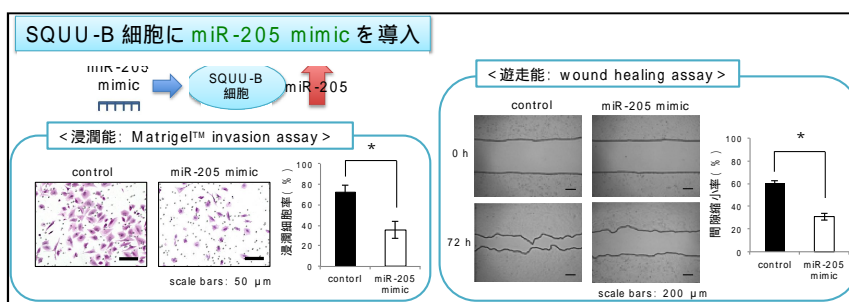 SQUU-B 細胞に miR-205 mimic を導入
miR-205
mimic
SQUU-B
細胞
miR-205
<浸潤能: Matrigel™ invasion assay>
control
miR-205 mimic
scale bars: 50 μm
浸潤細胞率(%)
100
80
60
40
20
0
*
contorl
miR-205
mimic
<遊走能: wound healing assay>
control
miR-205 mimic
0 h
72 h
scale bars: 200 μm
間隙縮小率(%)
100
80
60
40
20
0
*
control
miR-205
mimic